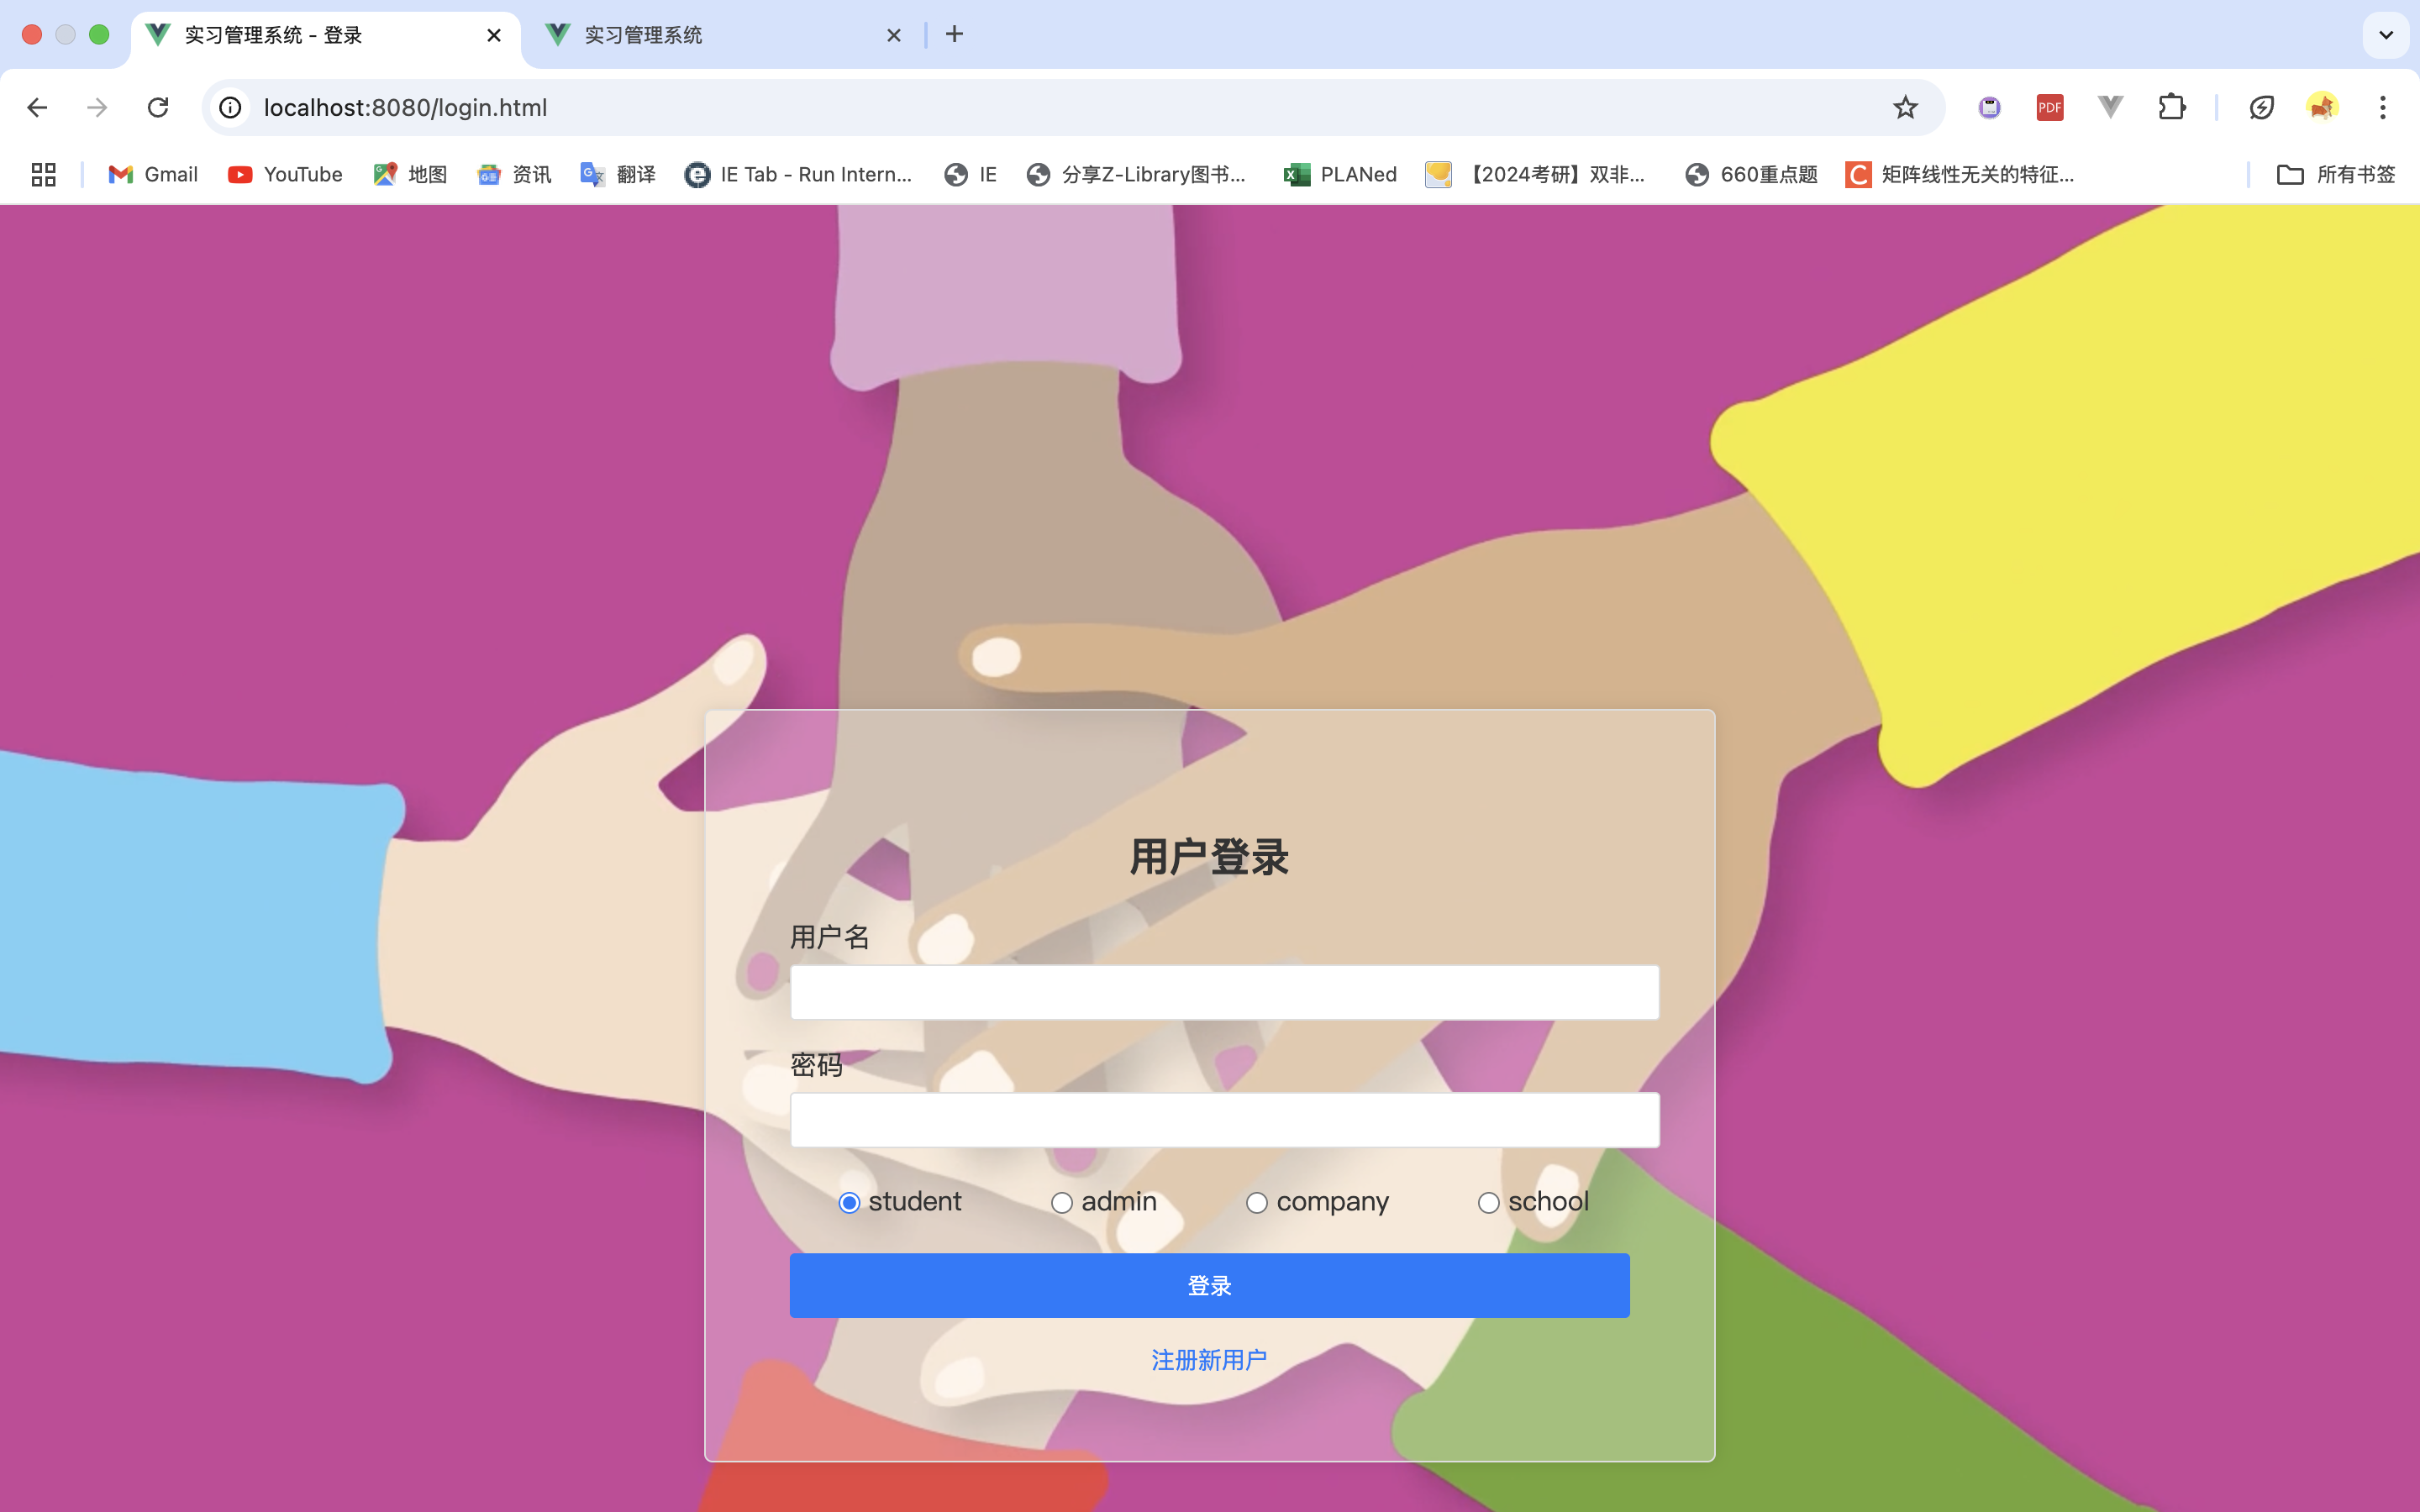 实习管理系统 - 登录
实习管理系统
localhost:8080/login.html
PDF
Gmail
YouTube
地图
资讯
翻译
IE Tab - Run Intern...
IE
分享Z-Library图书...
PLANed
【2024考研】双非...
660重点题
矩阵线性无关的特征...
所有书签
用户登录
用户名
密码
student admin company school
登录
注册新用户